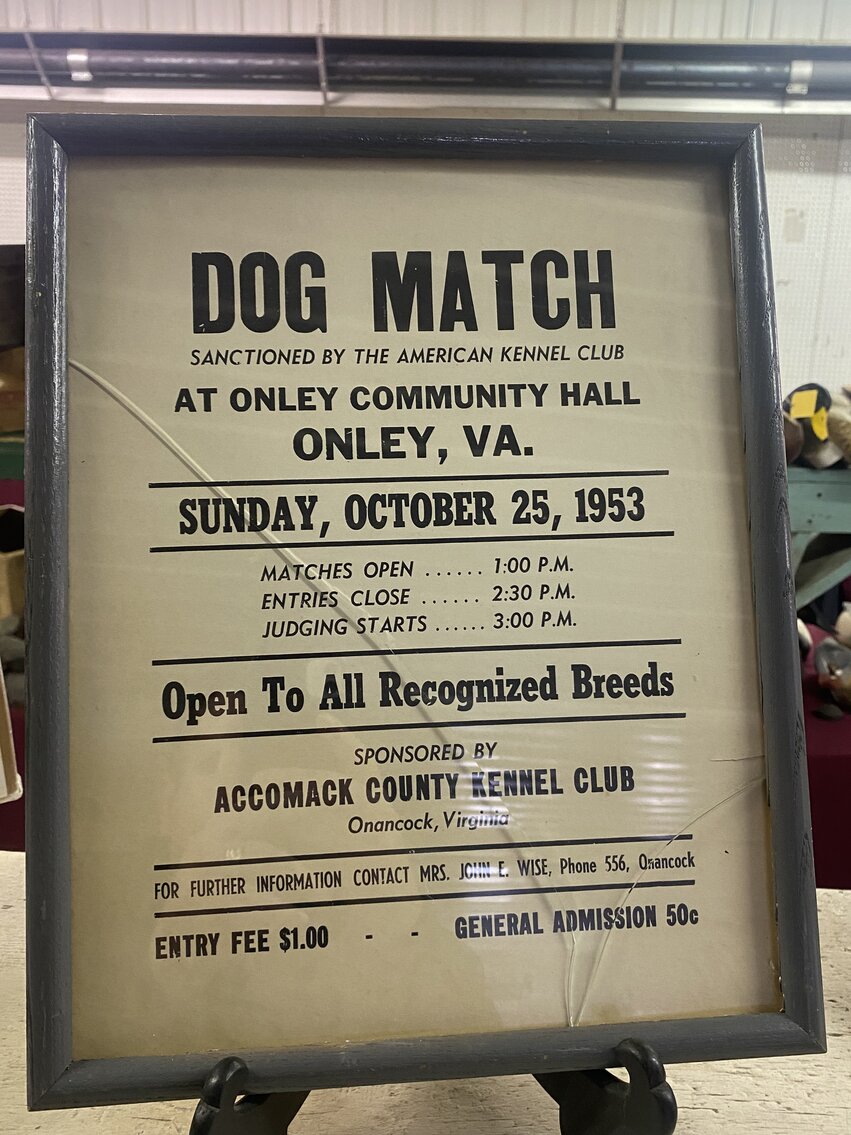 DOG MATCH
SANCTIONED BY THE AMERICAN KENNEL CLUB
AT ONLEY COMMUNITY HALL
ONLEY, VA.
SUNDAY, OCTOBER 25, 1953
MATCHES OPEN ...... 1:00 P.M.
ENTRIES CLOSE ...... 2:30 P.M.
JUDGING STARTS ...... 3:00 P.M.
Open To All Recognized Breeds
SPONSORED BY
ACCOMACK COUNTY KENNEL CLUB
Onancock, Virginia
FOR FURTHER INFORMATION CONTACT MRS. JOHN E. WISE, Phone 556, Onancock
ENTRY FEE $1.00 - - GENERAL ADMISSION 50c